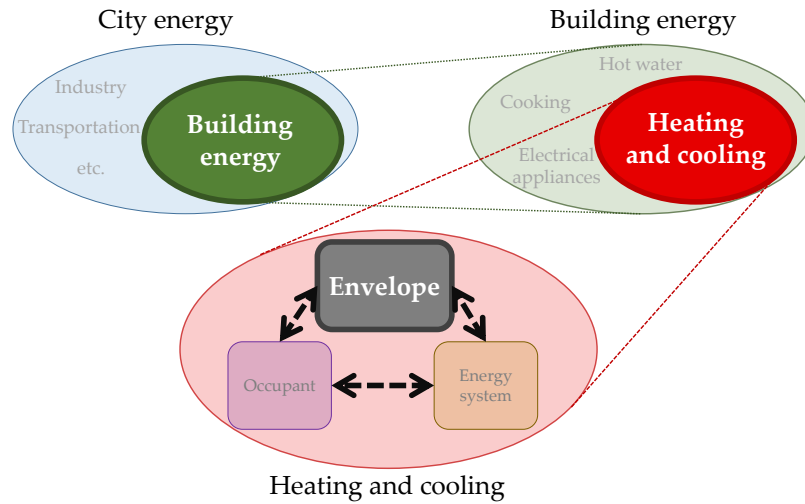 City energy
Building energy
Industry
Transportation
etc.
Building
energy
Hot water
Cooking
Electrical
appliances
Heating
and cooling
Envelope
Occupant
Energy
system
Heating and cooling